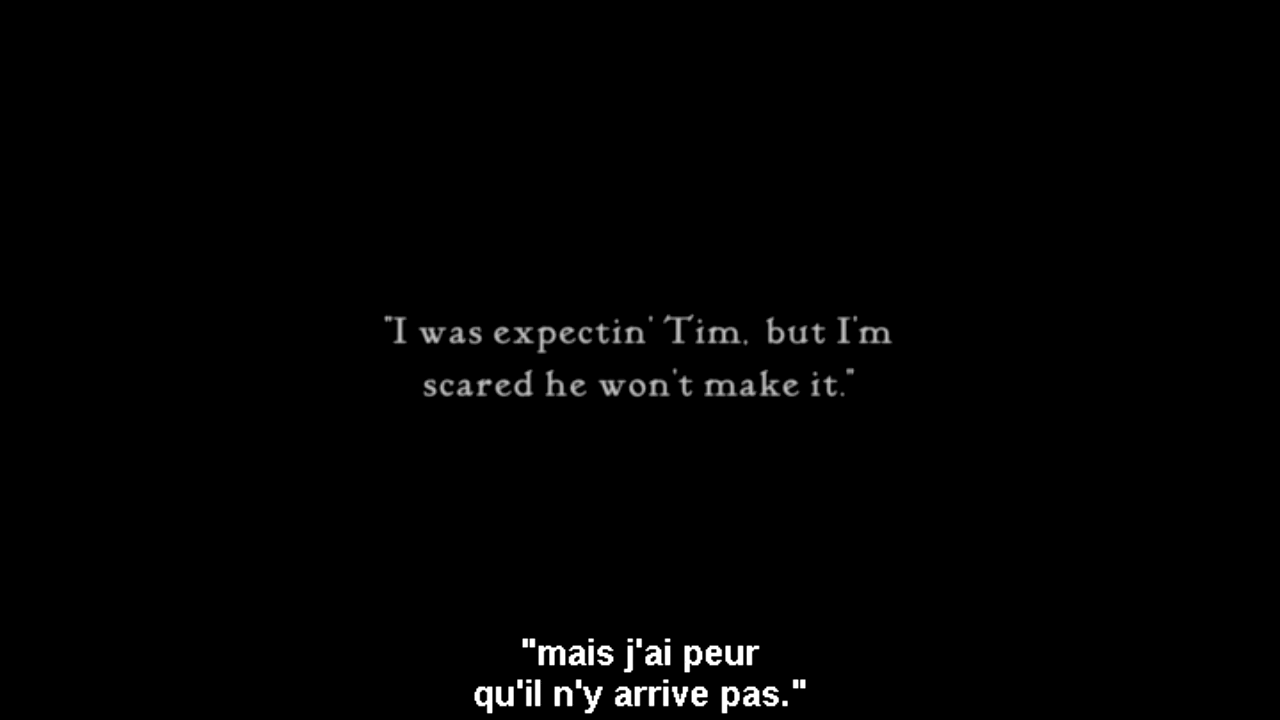 "I was expectin' Tim, but I'm
scared he won't make it."
"mais j'ai peur
qu'il n'y arrive pas."